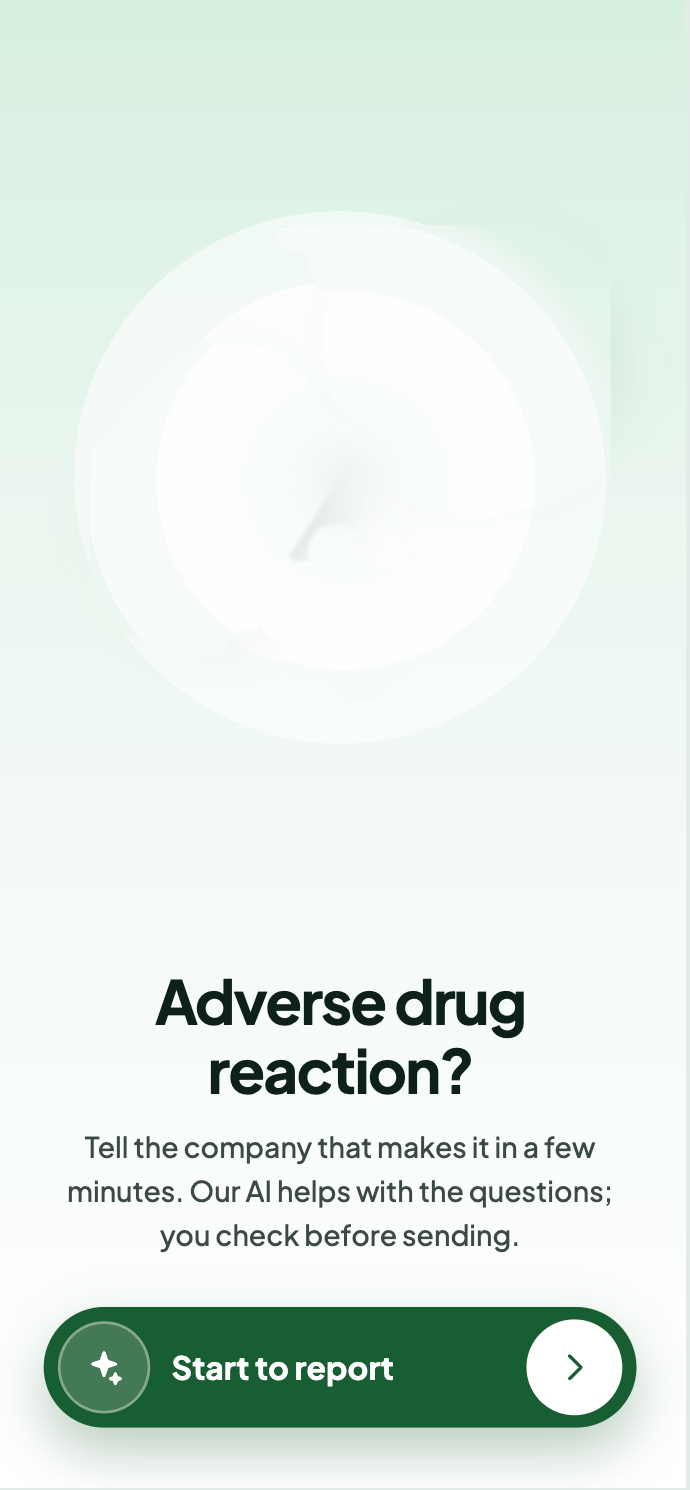 Adverse drug
reaction?
Tell the company that makes it in a few
minutes. Our AI helps with the questions;
you check before sending.
Start to report